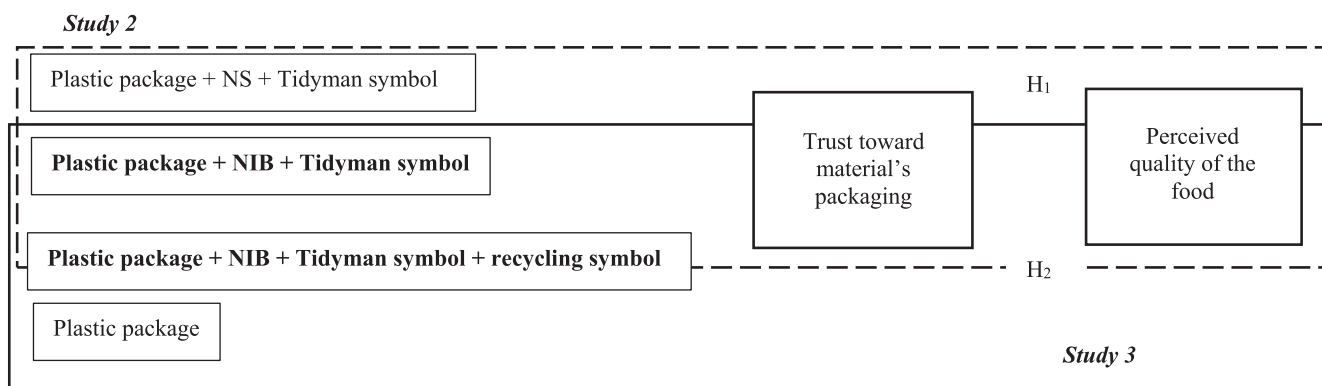 Study 2
Plastic package + NS + Tidyman symbol
H1
Plastic package + NIB + Tidyman symbol
Trust toward
material's
packaging
Perceived
quality of the
food
Plastic package + NIB + Tidyman symbol + recycling symbol
H2
Plastic package
Study 3